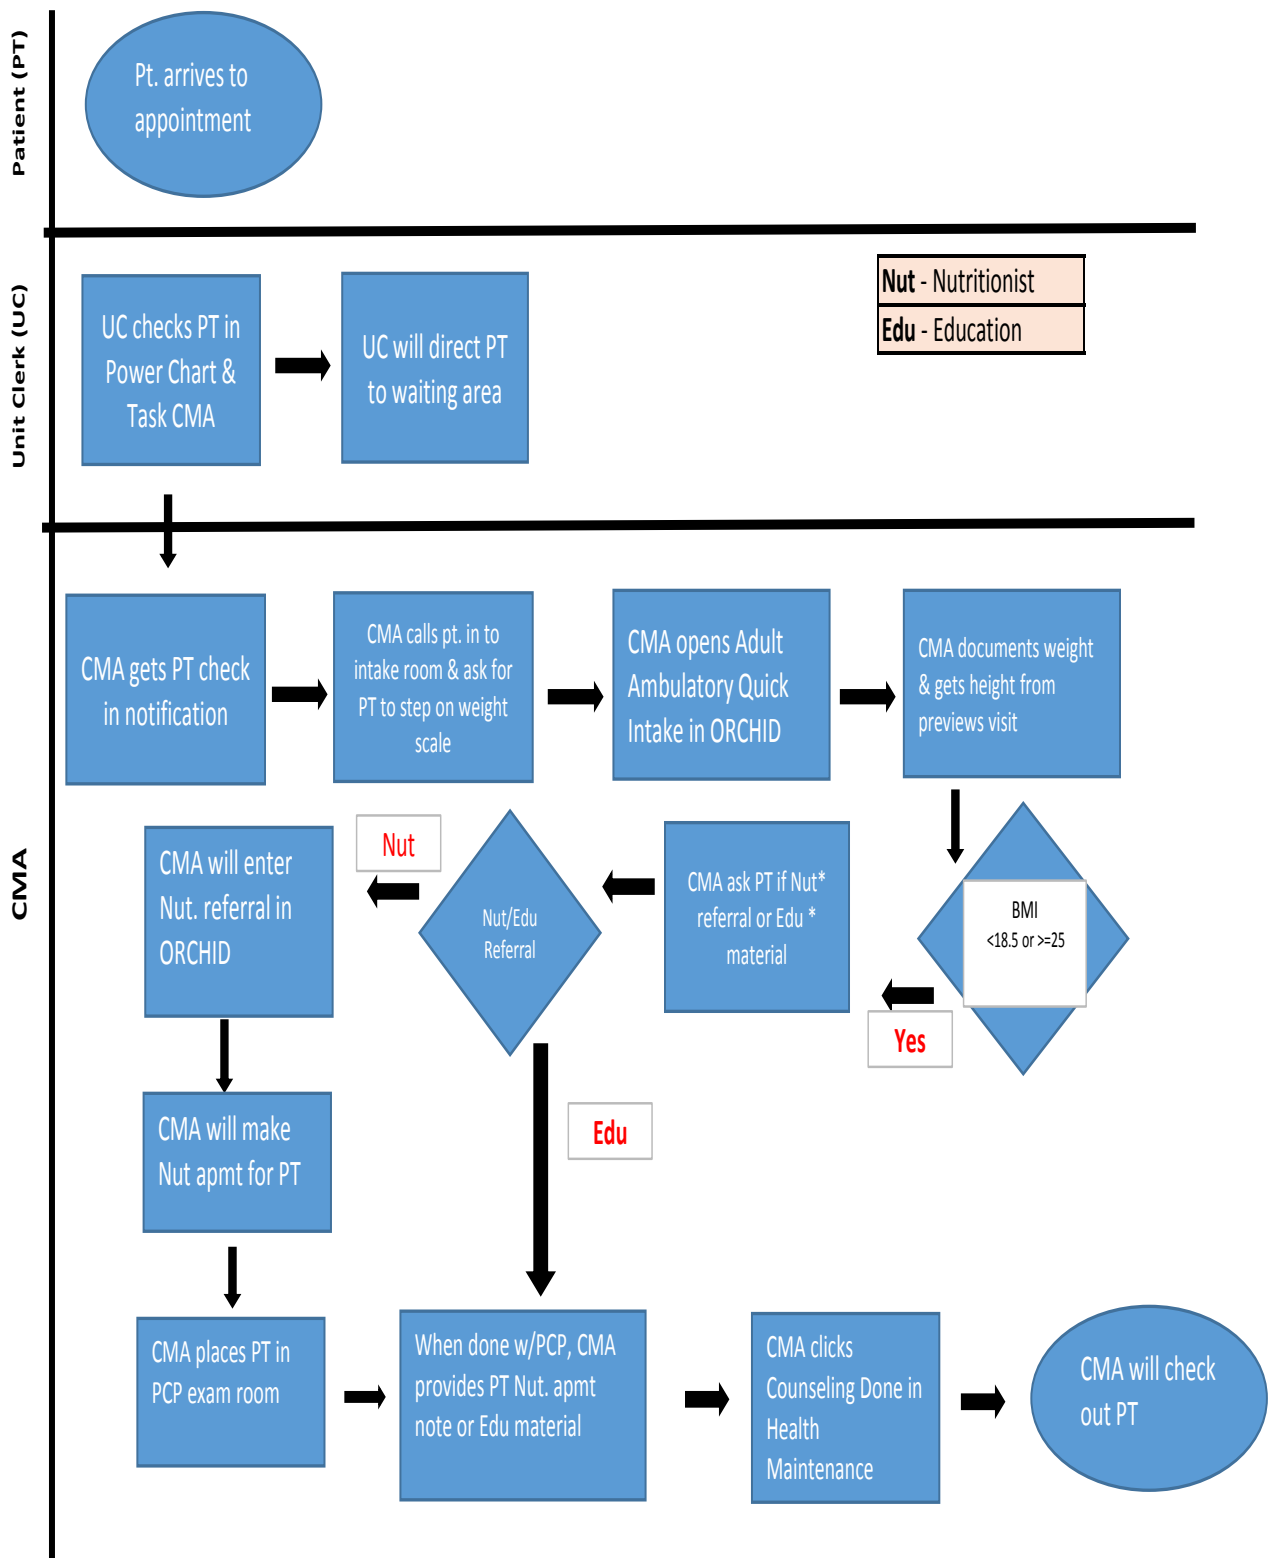 Patient (PT)
Pt. arrives to
appointment
Unit Clerk (UC)
UC checks PT in
Power Chart &
Task CMA
UC will direct PT
to waiting area
Nut - Nutritionist
Edu - Education
CMA
CMA gets PT check
in notification
CMA calls pt. in to
intake room & ask for
PT to step on weight
scale
CMA opens Adult
Ambulatory Quick
Intake in ORCHID
CMA documents weight
& gets height from
previews visit
BMI
<18.5 or >=25
Yes
CMA ask PT if Nut*
referral or Edu *
material
Nut/Edu
Referral
Nut
CMA will enter
Nut. referral in
ORCHID
CMA will make
Nut apmt for PT
Edu
CMA places PT in
PCP exam room
When done w/PCP, CMA
provides PT Nut. apmt
note or Edu material
CMA clicks
Counseling Done in
Health
Maintenance
CMA will check
out PT